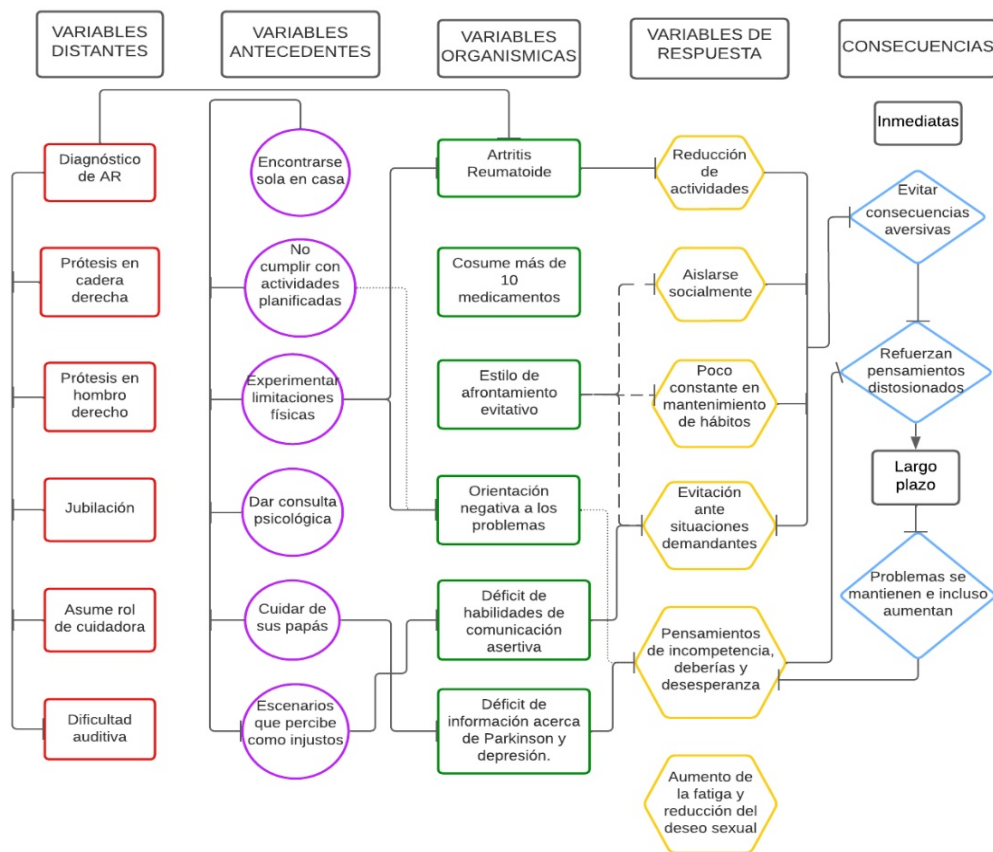 VARIABLES
DISTANTES
VARIABLES
ANTECEDENTES
VARIABLES
ORGANISMICAS
VARIABLES DE
RESPUESTA
CONSECUENCIAS
Diagnóstico
de AR
Prótesis en
cadera
derecha
Prótesis en
hombro
derecho
Jubilación
Asume rol
de cuidadora
Dificultad
auditiva
Encontrarse
sola en casa
No
cumplir con
actividades
planificadas
Experimentar
limitaciones
físicas
Dar consulta
psicológica
Cuidar de
sus papás
Escenarios
que percibe
como injustos
Artritis
Reumatoide
Cosume más de
10
medicamentos
Estilo de
afrontamiento
evitativo
Orientación
negativa a los
problemas
Déficit de
habilidades de
comunicación
asertiva
Déficit de
información acerca
de Parkinson y
depresión.
Reducción
de
actividades
Aislarse
socialmente
Poco
constante en
mantenimiento
de hábitos
Evitación
ante
situaciones
demandantes
Pensamientos
de incompetencia,
deberías y
desesperanza
Aumento de
la fatiga y
reducción del
deseo sexual
Inmediatas
Evitar
consecuencias
aversivas
Refuerzan
pensamientos
distosionados
Largo
plazo
Problemas se
mantienen e incluso
aumentan